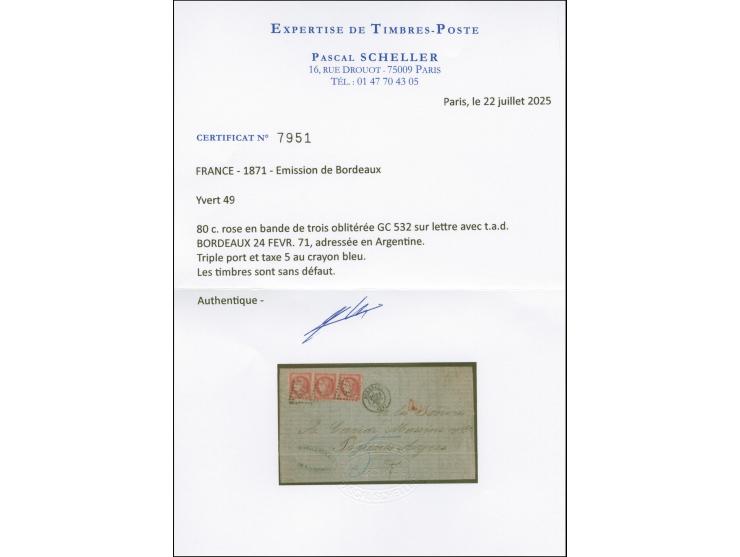 EXPERTISE DE TIMBRES-POSTE
PASCAL SCHELLER
16, RUE DROUOT - 75009 PARIS
TÉL. : 01 47 70 43 05
Paris, le 22 juillet 2025
CERTIFICAT N° 7951
FRANCE - 1871 - Emission de Bordeaux
Yvert 49
80 c. rose en bande de trois oblitérée GC 532 sur lettre avec t.a.d.
BORDEAUX 24 FEVR. 71, adressée en Argentine.
Triple port et taxe 5 au crayon bleu.
Les timbres sont sans défaut.
Authentique -